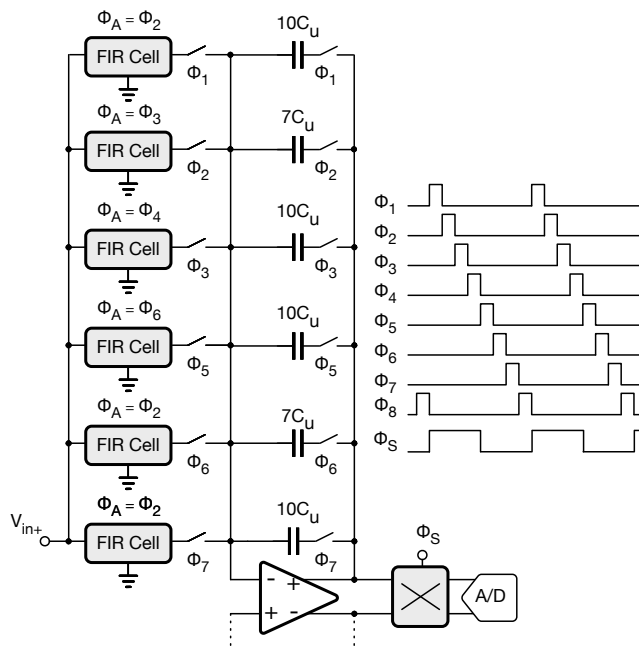 Φ_A = Φ_2
10C_u
FIR Cell
Φ_1
Φ_1
Φ_A = Φ_3
7C_u
FIR Cell
Φ_2
Φ_2
Φ_A = Φ_4
10C_u
FIR Cell
Φ_3
Φ_3
Φ_A = Φ_6
10C_u
FIR Cell
Φ_5
Φ_5
Φ_A = Φ_2
7C_u
FIR Cell
Φ_6
Φ_6
Φ_A = Φ_2
10C_u
V_in+
FIR Cell
Φ_7
Φ_7
- +
+ -
Φ_S
A/D
Φ_1
Φ_2
Φ_3
Φ_4
Φ_5
Φ_6
Φ_7
Φ_8
Φ_S